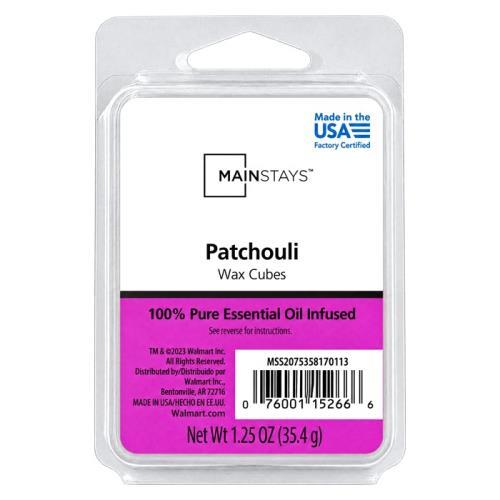 Made in the
USA
Factory Certified
MAINSTAYS™
Patchouli
Wax Cubes
100% Pure Essential Oil Infused
See reverse for instructions.
TM & ©2023 Walmart Inc.
All Rights Reserved.
Distributed by/Distribuido por
Walmart Inc.,
Bentonville, AR 72716
MADE IN USA/HECHO EN EE.UU.
Walmart.com
MSS2075358170113
0 76001 15266 6
Net Wt 1.25 OZ (35.4 g)